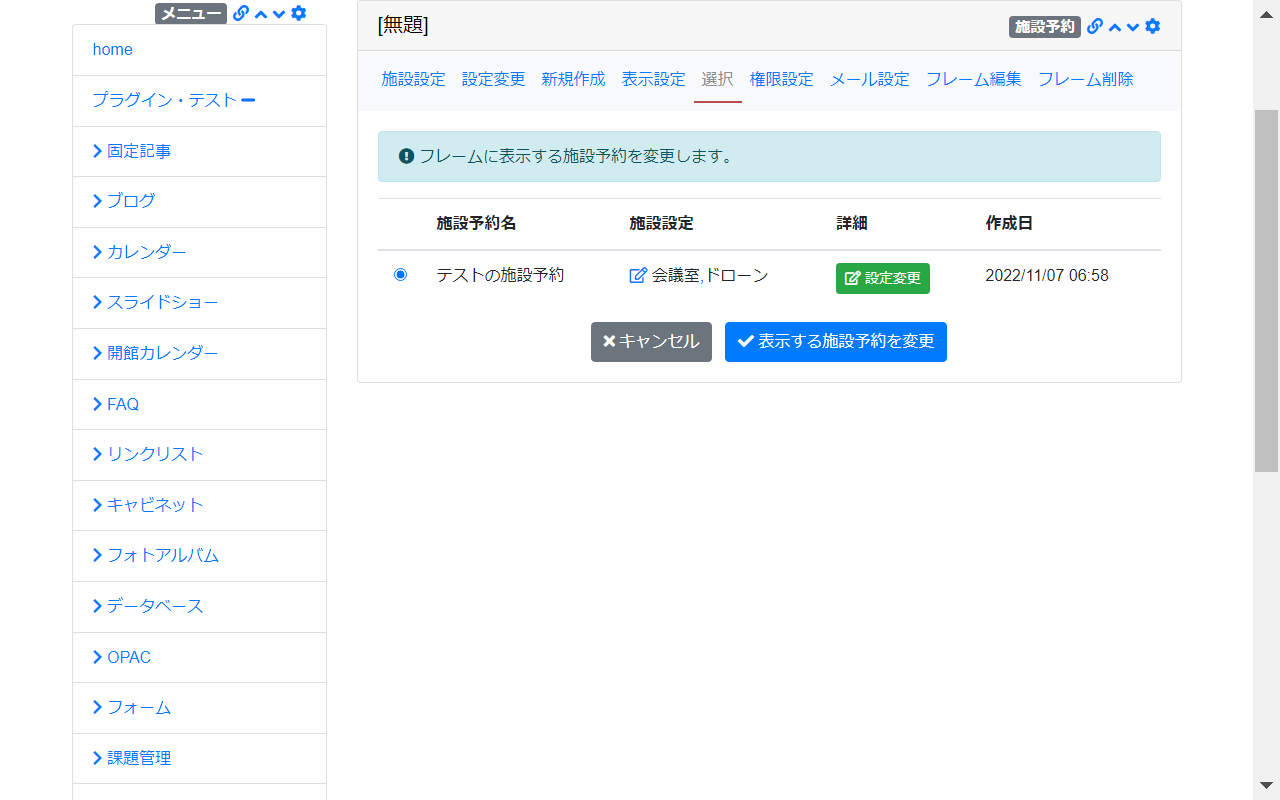 メニュー
home
プラグイン・テスト
固定記事
ブログ
カレンダー
スライドショー
開館カレンダー
FAQ
リンクリスト
キャビネット
フォトアルバム
データベース
OPAC
フォーム
課題管理
[無題] 施設予約
施設設定 設定変更 新規作成 表示設定 選択 権限設定 メール設定 フレーム編集 フレーム削除
フレームに表示する施設予約を変更します。
施設予約名 施設設定 詳細 作成日
テストの施設予約 会議室,ドローン 設定変更 2022/11/07 06:58
キャンセル 表示する施設予約を変更